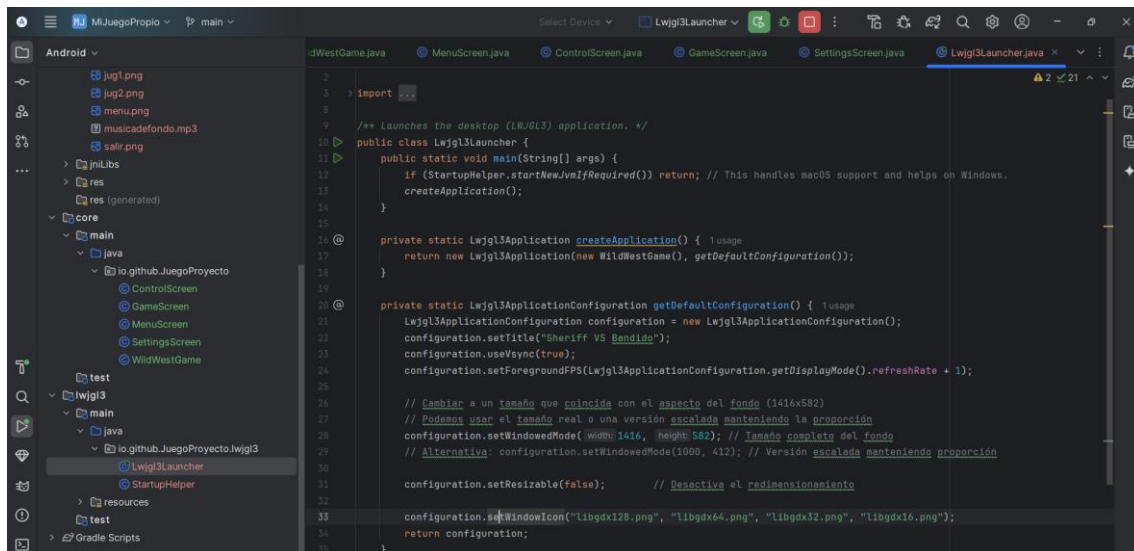 MJ MiJuegoPropio main Select Device Lwjgl3Launcher
Android
dWestGame.java MenuScreen.java ControlScreen.java GameScreen.java SettingsScreen.java Lwjgl3Launcher.java
jug1.png
jug2.png
menu.png
musicadefondo.mp3
salir.png
jniLibs
res
res (generated)
core
main
java
io.github.JuegoProyecto
ControlScreen
GameScreen
MenuScreen
SettingsScreen
WildWestGame
test
lwjgl3
main
java
io.github.JuegoProyecto.lwjgl3
Lwjgl3Launcher
StartupHelper
resources
test
Gradle Scripts
2 21
2
3 import ...
8
9 /** Launches the desktop (LWJGL3) application. */
10 public class Lwjgl3Launcher {
11 public static void main(String[] args) {
12 if (StartupHelper.startNewJvmIfRequired()) return; // This handles macOS support and helps on Windows.
13 createApplication();
14 }
15
16 private static Lwjgl3Application createApplication() { 1 usage
17 return new Lwjgl3Application(new WildWestGame(), getDefaultConfiguration());
18 }
19
20 private static Lwjgl3ApplicationConfiguration getDefaultConfiguration() { 1 usage
21 Lwjgl3ApplicationConfiguration configuration = new Lwjgl3ApplicationConfiguration();
22 configuration.setTitle("Sheriff VS Bandido");
23 configuration.useVsync(true);
24 configuration.setForegroundFPS(Lwjgl3ApplicationConfiguration.getDisplayMode().refreshRate + 1);
25
26 // Cambiar a un tamaño que coincida con el aspecto del fondo (1416x582)
27 // Podemos usar el tamaño real o una versión escalada manteniendo la proporción
28 configuration.setWindowedMode( width: 1416, height: 582); // Tamaño completo del fondo
29 // Alternativa: configuration.setWindowedMode(1000, 412); // Versión escalada manteniendo proporción
30
31 configuration.setResizable(false); // Desactiva el redimensionamiento
32
33 configuration.setWindowIcon("libgdx128.png", "libgdx64.png", "libgdx32.png", "libgdx16.png");
34 return configuration;
35 }